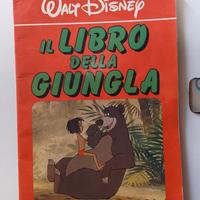 WALT DISNEY
IL LIBRO
DELLA
GIUNGLA